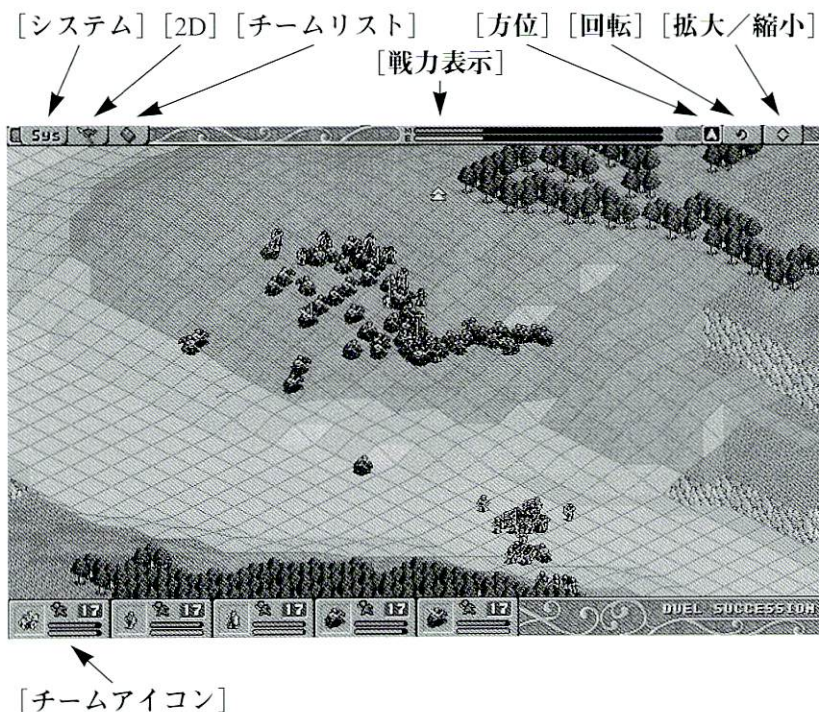 [システム] [2D] [チームリスト] [方位] [回転] [拡大／縮小]
[戦力表示]
Sys
17 17 17 17 17
DUEL SUCCESSION
[チームアイコン]